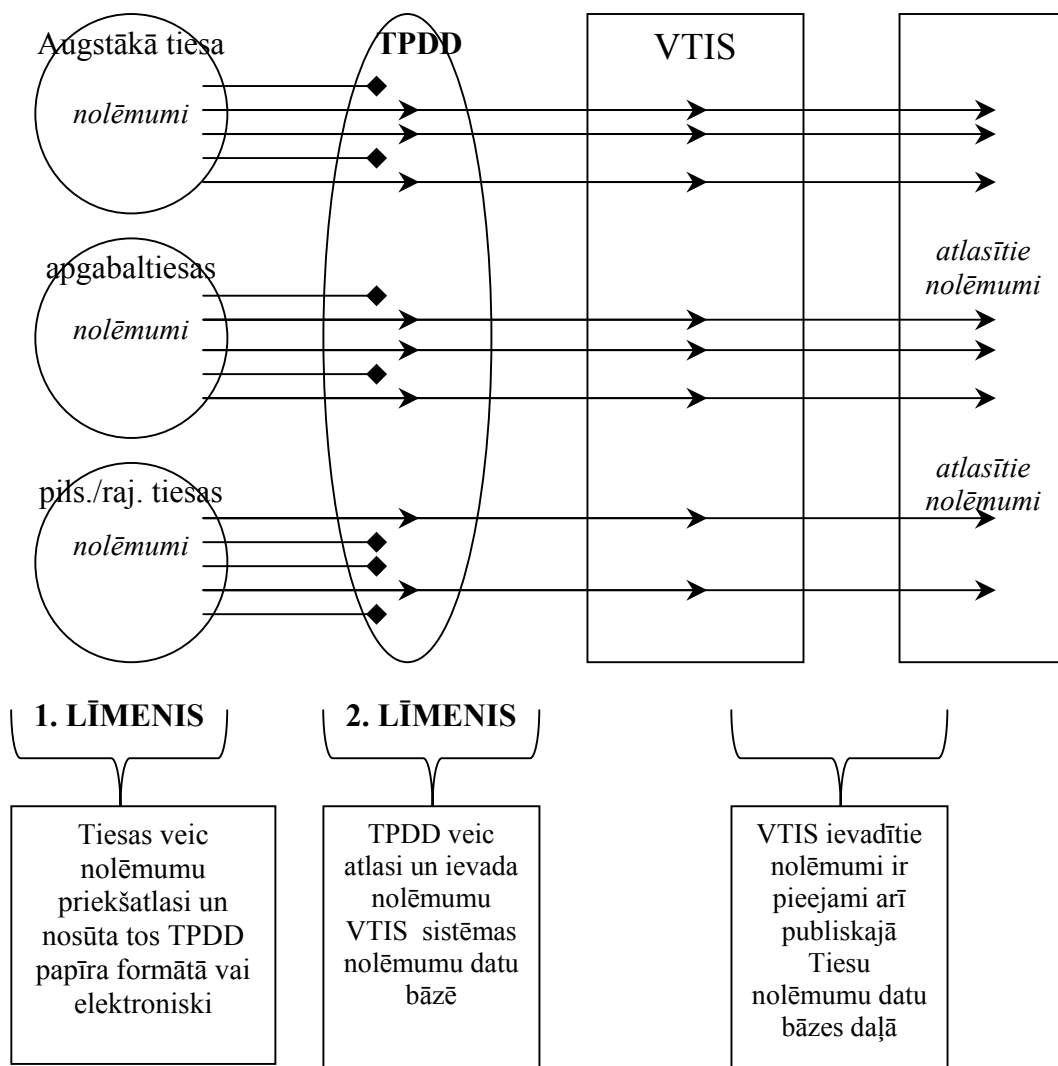 Augstākā tiesa
TPDD
VTIS
nolēmumi
apgabaltiesas
nolēmumi
atlasītie
nolēmumi
pils./raj. tiesas
nolēmumi
atlasītie
nolēmumi
1. LĪMENIS
2. LĪMENIS
Tiesas veic
nolēmumu
priekšatlasi un
nosūta tos TPDD
papīra formātā vai
elektroniski
TPDD veic
atlasi un ievada
nolēmumu
VTIS sistēmas
nolēmumu datu
bāzē
VTIS ievadītie
nolēmumi ir
pieejami arī
publiskajā
Tiesu
nolēmumu datu
bāzes daļā